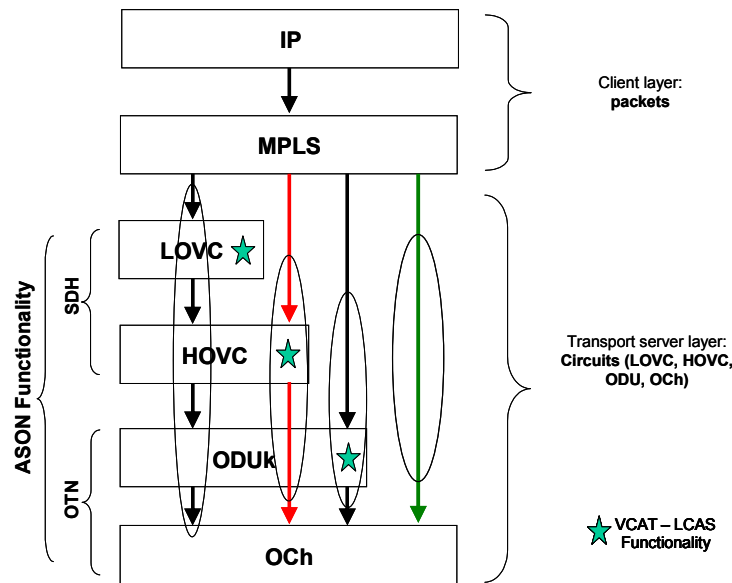 IP
Client layer:
packets
MPLS
LOVC
SDH
ASON Functionality
HOVC
Transport server layer:
Circuits (LOVC, HOVC,
ODU, OCh)
ODUk
OTN
OCh
VCAT – LCAS
Functionality